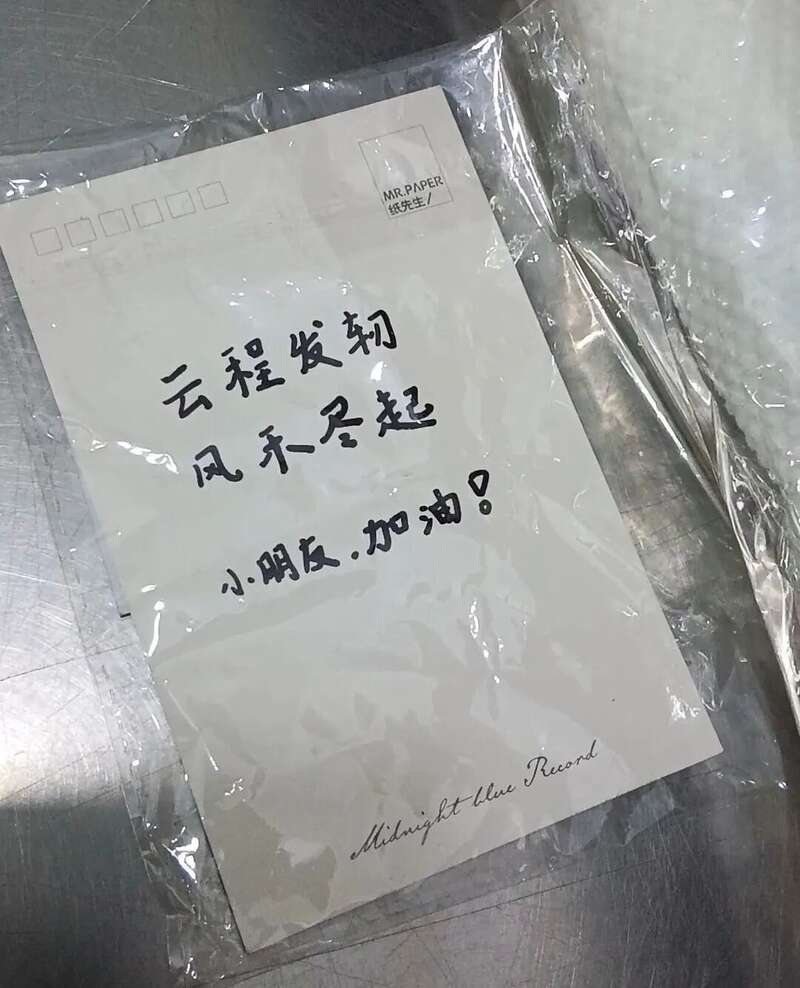 MR.PAPER
纸先生/
云程发轫
风禾尽起
小朋友,加油!
Midnight blue Record